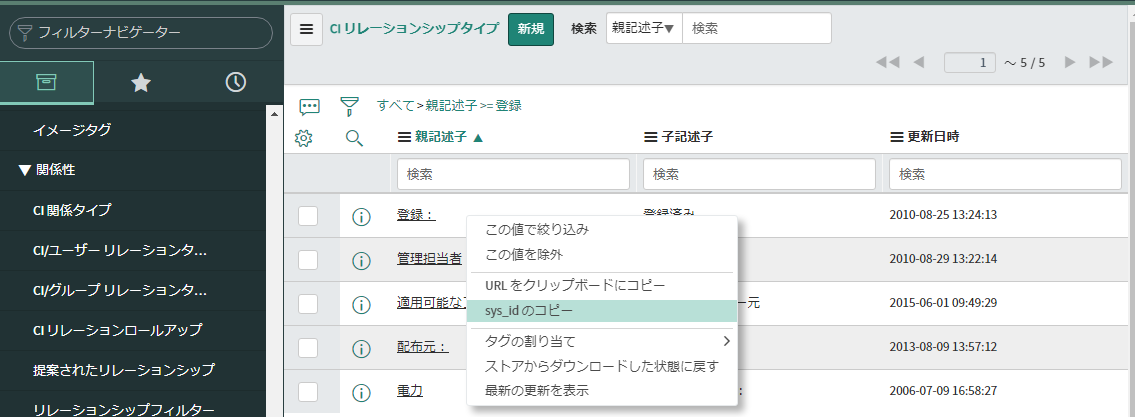 フィルターナビゲーター
イメージタグ
▼ 関係性
CI 関係タイプ
CI/ユーザー リレーションタ...
CI/グループ リレーションタ...
CI リレーションロールアップ
提案されたリレーションシップ
リレーションシップフィルター
CI リレーションシップタイプ 新規 検索 親記述子▼ 検索
1 ～ 5 / 5
すべて > 親記述子 >= 登録
親記述子 ▲ 子記述子 更新日時
検索 検索 検索
登録： 登録済み 2010-08-25 13:24:13
管理担当者 2010-08-29 13:22:14
適用可能な 一元 2015-06-01 09:49:29
配布元： 2013-08-09 13:57:12
電力 : 2006-07-09 16:58:27
この値で絞り込み
この値を除外
URL をクリップボードにコピー
sys_id のコピー
タグの割り当て
ストアからダウンロードした状態に戻す
最新の更新を表示